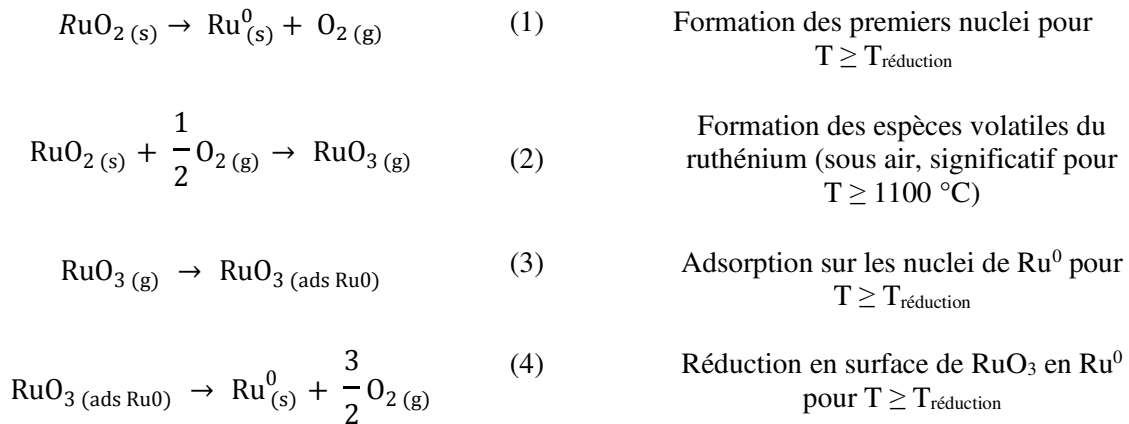 RuO₂ (s) → Ru⁰(s) + O₂ (g) (1) Formation des premiers nuclei pour
T ≥ Tréduction
RuO₂ (s) + 1/2 O₂ (g) → RuO₃ (g) (2) Formation des espèces volatiles du
ruthénium (sous air, significatif pour
T ≥ 1100 °C)
RuO₃ (g) → RuO₃ (ads Ru0) (3) Adsorption sur les nuclei de Ru⁰ pour
T ≥ Tréduction
RuO₃ (ads Ru0) → Ru⁰(s) + 3/2 O₂ (g) (4) Réduction en surface de RuO₃ en Ru⁰
pour T ≥ Tréduction